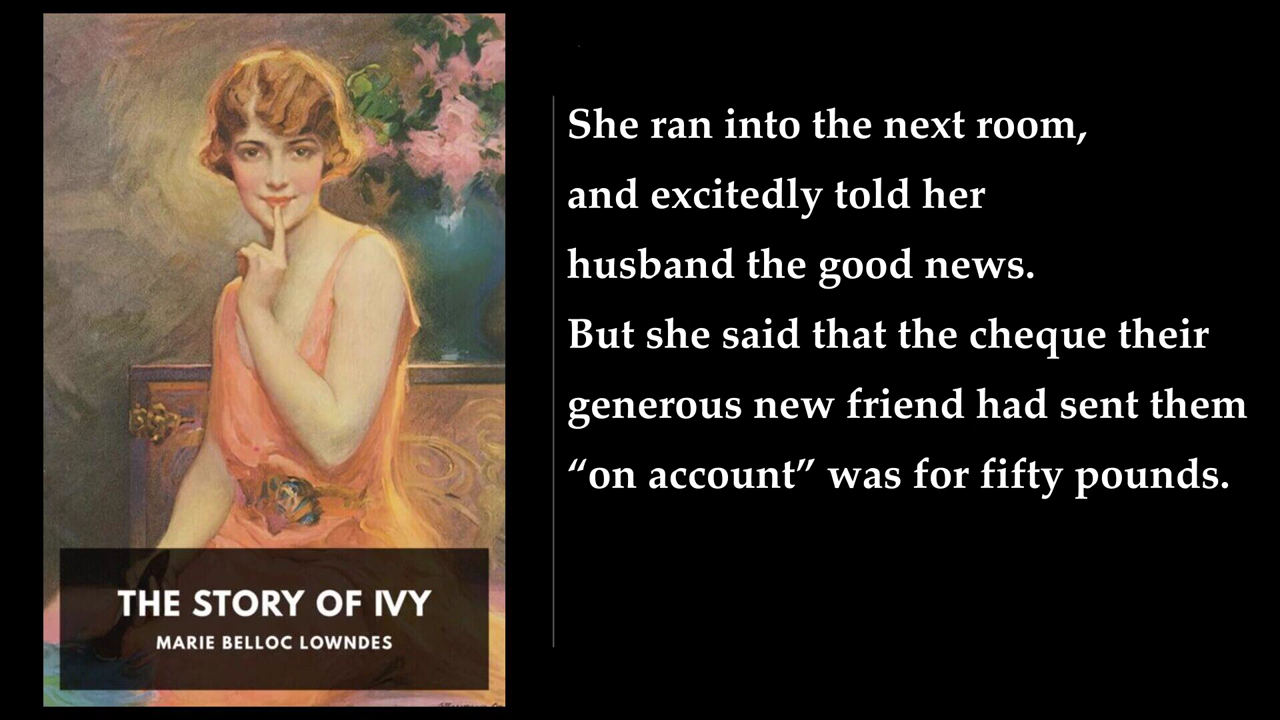 She ran into the next room,
and excitedly told her
husband the good news.
But she said that the cheque their
generous new friend had sent them
“on account” was for fifty pounds.
THE STORY OF IVY
MARIE BELLOC LOWNDES